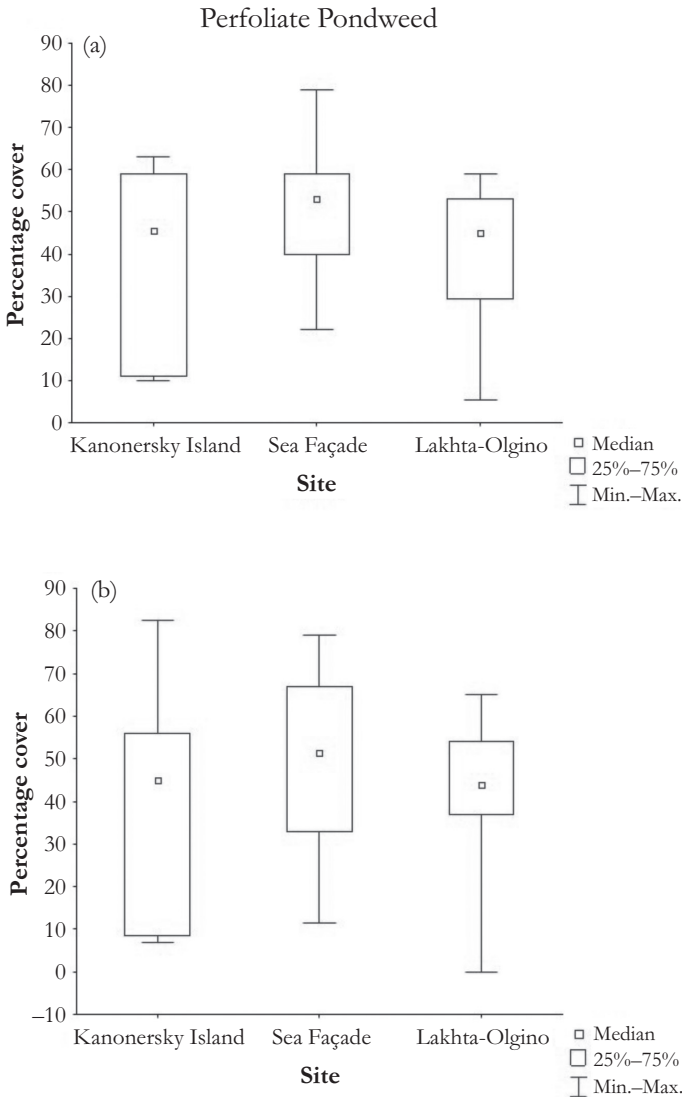 Perfoliate Pondweed
(a)
90
80
70
60
50
40
30
20
10
0
Percentage cover
Kanonersky Island Sea Façade Lakhta-Olgino
Site
Median
25%–75%
Min.–Max.
(b)
90
80
70
60
50
40
30
20
10
0
–10
Percentage cover
Kanonersky Island Sea Façade Lakhta-Olgino
Site
Median
25%–75%
Min.–Max.